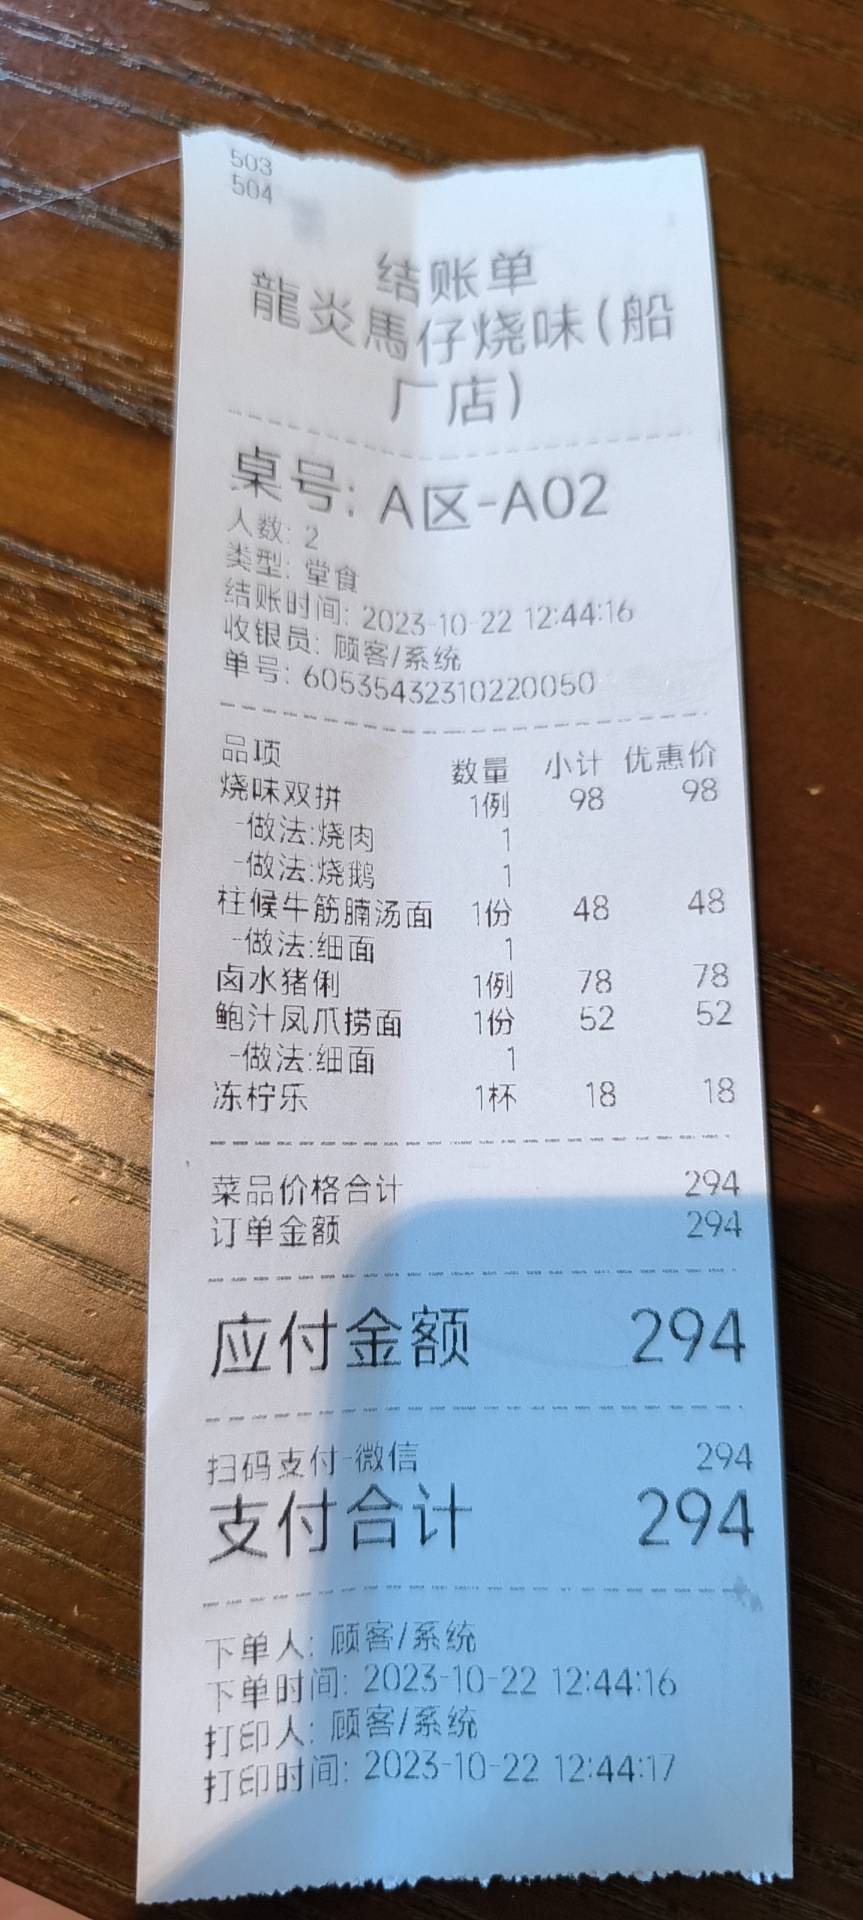 503
504
结账单
龍炎馬仔烧味(船
厂店)
桌号: A区-A02
人数: 2
类型: 堂食
结账时间: 2023-10-22 12:44:16
收银员: 顾客/系统
单号: 605354432310220050
品项 数量 小计 优惠价
烧味双拼 1例 98 98
-做法:烧肉 1
-做法:烧鹅 1
柱候牛筋腩汤面 1份 48 48
-做法:细面 1
卤水猪俐 1例 78 78
鲍汁凤爪捞面 1份 52 52
-做法:细面 1
冻柠乐 1杯 18 18
菜品价格合计 294
订单金额 294
应付金额 294
扫码支付-微信 294
支付合计 294
下单人: 顾客/系统
下单时间: 2023-10-22 12:44:16
打印人: 顾客/系统
打印时间: 2023-10-22 12:44:17